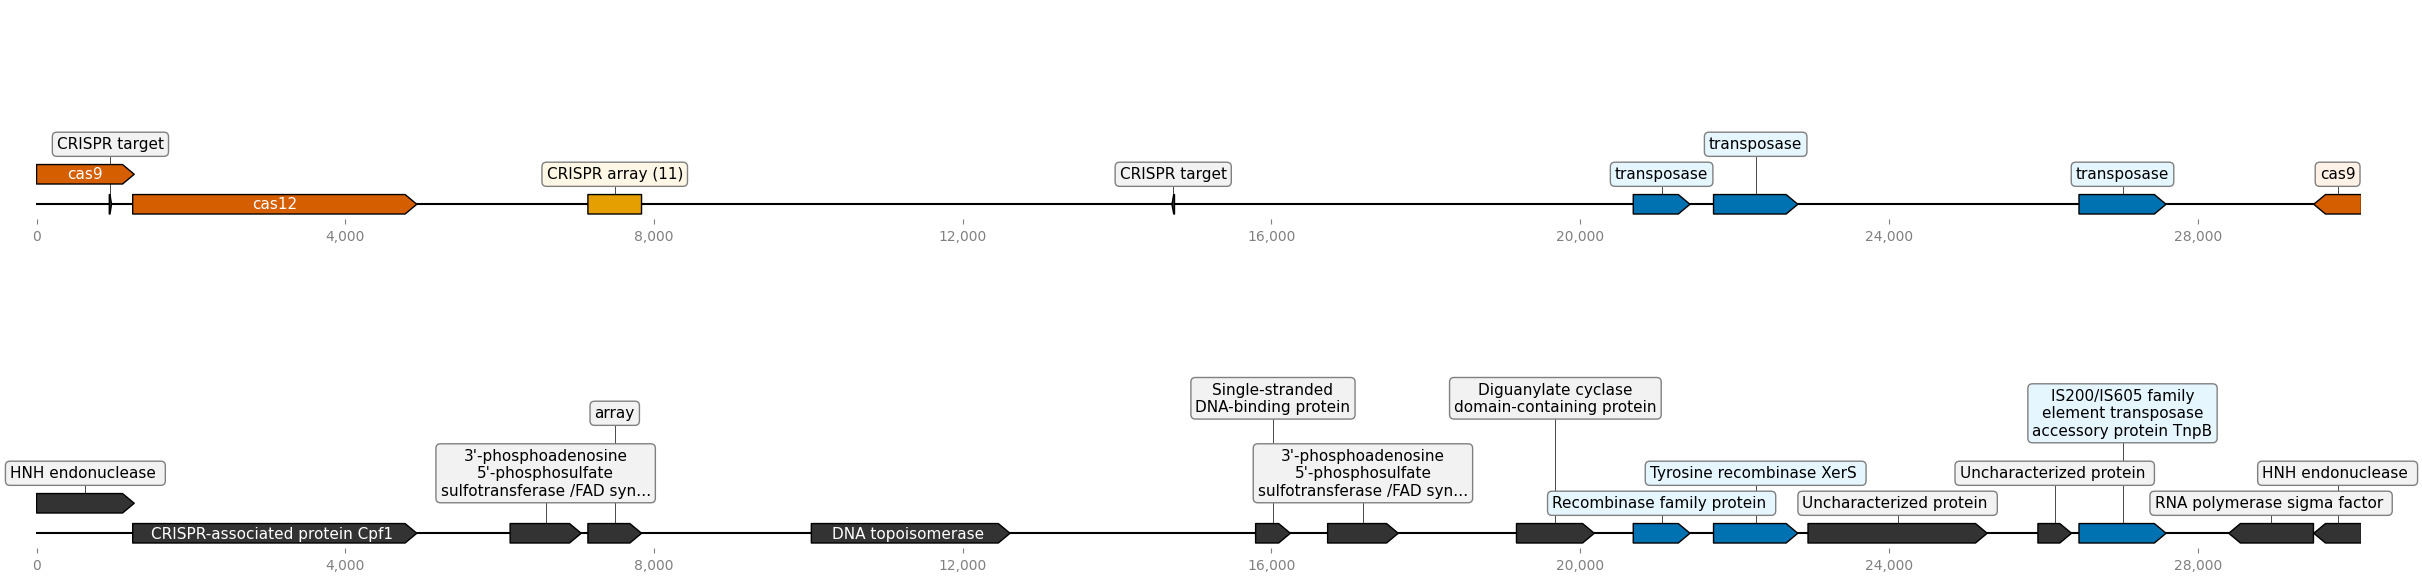 CRISPR target
transposase
cas9
CRISPR array (11)
CRISPR target
transposase
transposase
cas9
cas12
0
4,000
8,000
12,000
16,000
20,000
24,000
28,000
Single-stranded
DNA-binding protein
Diguanylate cyclase
domain-containing protein
IS200/IS605 family
element transposase
accessory protein TnpB
array
3'-phosphoadenosine
5'-phosphosulfate
sulfotransferase /FAD syn...
3'-phosphoadenosine
5'-phosphosulfate
sulfotransferase /FAD syn...
HNH endonuclease
Tyrosine recombinase XerS
Uncharacterized protein
HNH endonuclease
Recombinase family protein
Uncharacterized protein
RNA polymerase sigma factor
CRISPR-associated protein Cpf1
DNA topoisomerase
0
4,000
8,000
12,000
16,000
20,000
24,000
28,000